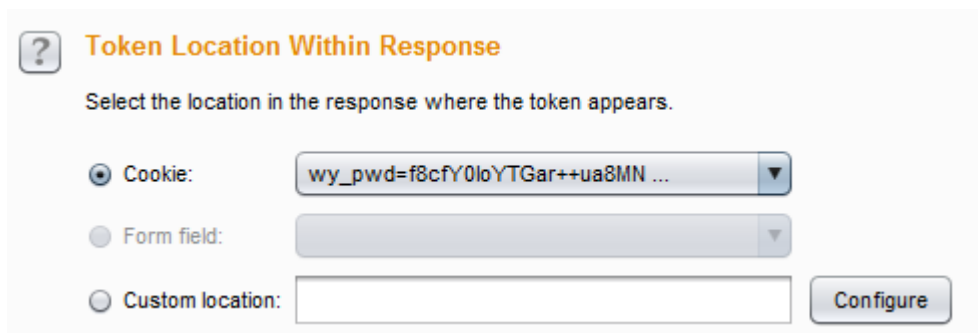 ?
Token Location Within Response
Select the location in the response where the token appears.
Cookie: wy_pwd=f8cfY0loYTGar++ua8MN ...
Form field:
Custom location: Configure